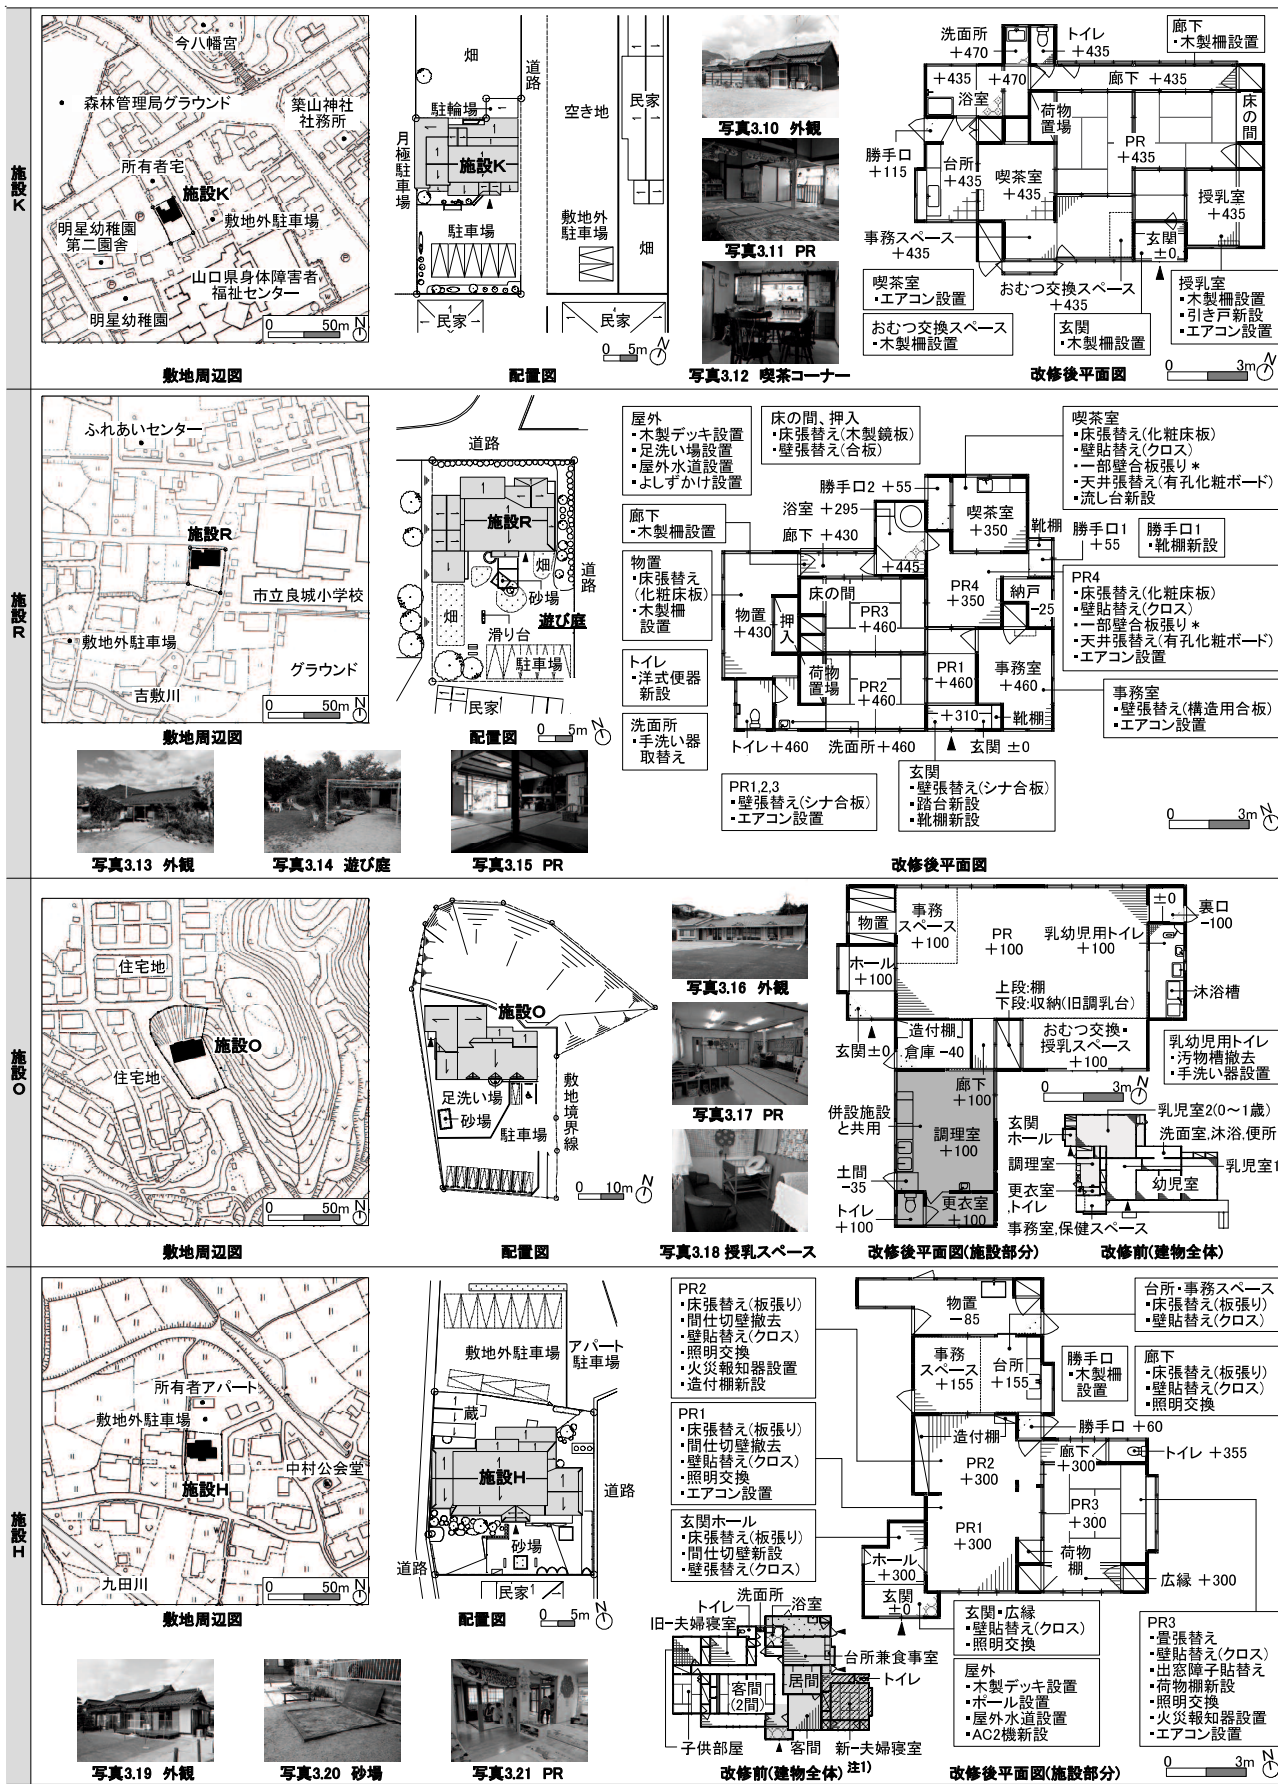 施設K
今八幡宮
森林管理局グラウンド
築山神社
社務所
所有者宅
施設K
敷地外駐車場
明星幼稚園
第二園舎
山口県身体障害者
福祉センター
明星幼稚園
0 50m N
敷地周辺図
畑
道路
駐輪場
空き地
民家
月極駐車場
施設K
敷地外
駐車場
駐車場
畑
民家
民家
0 5m N
配置図
写真3.10 外観
写真3.11 PR
写真3.12 喫茶コーナー
洗面所
+470
トイレ
+435
廊下
・木製柵設置
+435
+470
廊下 +435
浴室
荷物
置場
床の間
PR
+435
勝手口
+115
台所
+435
喫茶室
+435
授乳室
+435
事務スペース
+435
玄関
±0
おむつ交換スペース
+435
喫茶室
・エアコン設置
おむつ交換スペース
・木製柵設置
玄関
・木製柵設置
授乳室
・木製柵設置
・引き戸新設
・エアコン設置
改修後平面図
0 3m N
施設R
ふれあいセンター
施設R
市立良城小学校
敷地外駐車場
グラウンド
吉敷川
0 50m N
敷地周辺図
道路
施設R
畑
道路
砂場
遊び庭
畑
滑り台
駐車場
民家
配置図
0 5m N
写真3.13 外観
写真3.14 遊び庭
写真3.15 PR
屋外
・木製デッキ設置
・足洗い場設置
・屋外水道設置
・よしずかけ設置
床の間、押入
・床張替え(木製鏡板)
・壁張替え(合板)
喫茶室
・床張替え(化粧床板)
・壁貼替え(クロス)
・一部壁合板張り*
・天井張替え(有孔化粧ボード)
・流し台新設
勝手口2 +55
浴室 +295
喫茶室
+350
靴棚
勝手口1
+55
勝手口1
・靴棚新設
廊下
・木製柵設置
廊下 +430
+445
物置
・床張替え
(化粧床板)
・木製柵
設置
床の間
PR4
+350
納戸
-25
PR4
・床張替え(化粧床板)
・壁貼替え(クロス)
・一部壁合板張り*
・天井張替え(有孔化粧ボード)
・エアコン設置
物置
+430
押入
PR3
+460
トイレ
・洋式便器
新設
荷物
置場
PR2
+460
PR1
+460
事務室
+460
事務室
・壁張替え(構造用合板)
・エアコン設置
+310
靴棚
洗面所
・手洗い器
取替え
トイレ+460
洗面所+460
玄関 ±0
PR1,2,3
・壁張替え(シナ合板)
・エアコン設置
玄関
・壁張替え(シナ合板)
・踏台新設
・靴棚新設
0 3m N
改修後平面図
施設O
住宅地
施設O
住宅地
0 50m N
敷地周辺図
施設O
足洗い場
砂場
駐車場
敷地境界線
0 10m N
配置図
写真3.16 外観
写真3.17 PR
写真3.18 授乳スペース
物置
事務
スペース
+100
PR
+100
乳幼児用トイレ
+100
±0
裏口
-100
ホール
+100
上段:棚
下段:収納(旧調乳台)
沐浴槽
玄関±0
造付棚
倉庫 -40
おむつ交換・
授乳スペース
+100
乳幼児用トイレ
・汚物槽撤去
・手洗い器設置
廊下
+100
0 3m N
併設施設
と共用
調理室
+100
土間
-35
トイレ
+100
更衣室
+100
玄関
ホール
乳児室2(0～1歳)
洗面室,沐浴,便所
調理室
乳児室1
更衣室
,トイレ
幼児室
事務室,保健スペース
改修後平面図(施設部分)
改修前(建物全体)
施設H
所有者アパート
敷地外駐車場
中村公会堂
施設H
九田川
0 50m N
敷地周辺図
敷地外駐車場
アパート
駐車場
蔵
施設H
道路
砂場
道路
民家
配置図
0 5m N
写真3.19 外観
写真3.20 砂場
写真3.21 PR
PR2
・床張替え(板張り)
・間仕切壁撤去
・壁貼替え(クロス)
・照明交換
・火災報知器設置
・造付棚新設
PR1
・床張替え(板張り)
・間仕切壁撤去
・壁貼替え(クロス)
・照明交換
・エアコン設置
玄関ホール
・床張替え(板張り)
・間仕切壁新設
・壁張替え(クロス)
物置
-85
事務
スペース
+155
台所
+155
台所・事務スペース
・床張替え(板張り)
・壁貼替え(クロス)
勝手口
・木製柵
設置
廊下
・床張替え(板張り)
・壁貼替え(クロス)
・照明交換
造付棚
勝手口 +60
PR2
+300
廊下
+300
トイレ +355
PR3
+300
PR1
+300
ホール
+300
荷物
棚
広縁 +300
玄関
±0
玄関・広縁
・壁貼替え(クロス)
・照明交換
屋外
・木製デッキ設置
・ポール設置
・屋外水道設置
・AC2機新設
PR3
・畳張替え
・壁貼替え(クロス)
・出窓障子貼替え
・荷物棚新設
・照明交換
・火災報知器設置
・エアコン設置
洗面所
トイレ
浴室
旧一夫婦寝室
台所兼食事室
居間
トイレ
客間
(2間)
子供部屋
客間
新一夫婦寝室
改修前(建物全体) 注1)
改修後平面図(施設部分)
0 3m N